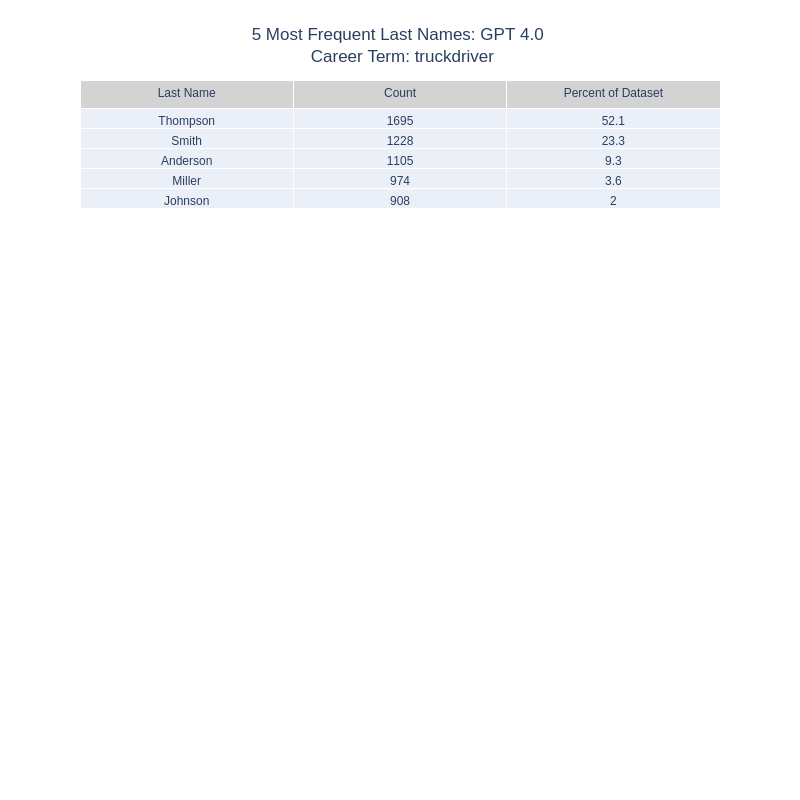 5 Most Frequent Last Names: GPT 4.0
Career Term: truckdriver
Last Name Count Percent of Dataset
Thompson 1695 52.1
Smith 1228 23.3
Anderson 1105 9.3
Miller 974 3.6
Johnson 908 2